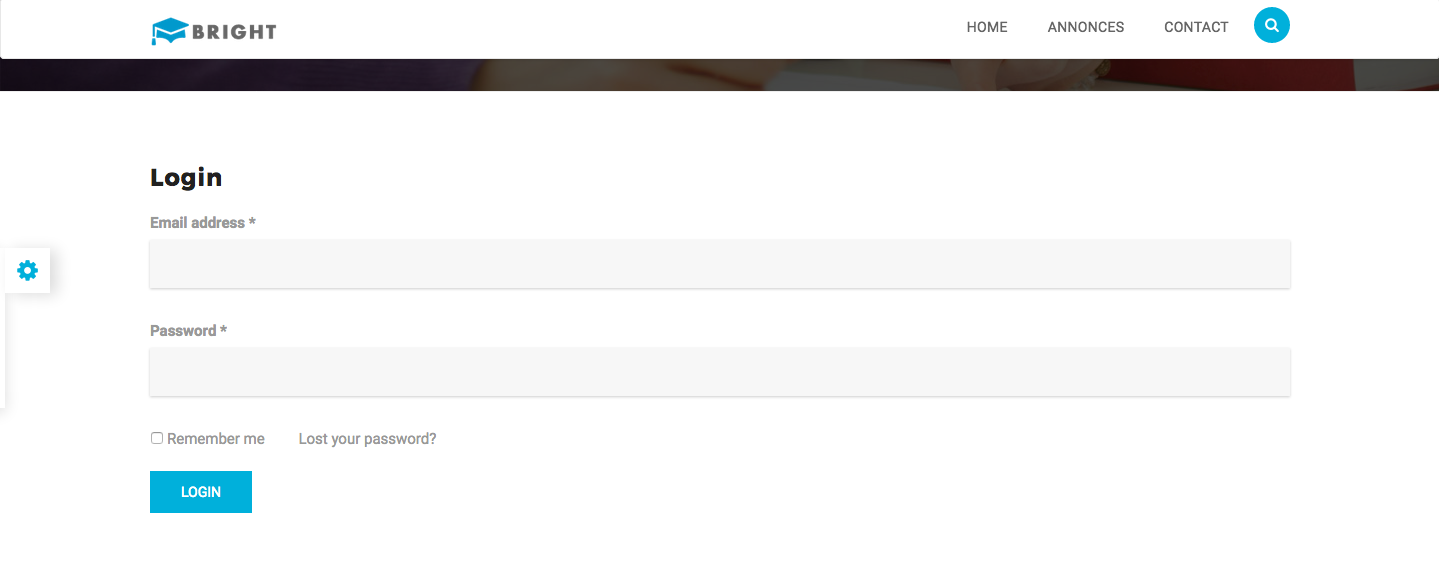 BRIGHT
HOME ANNONCES CONTACT
Login
Email address *
Password *
Remember me Lost your password?
LOGIN